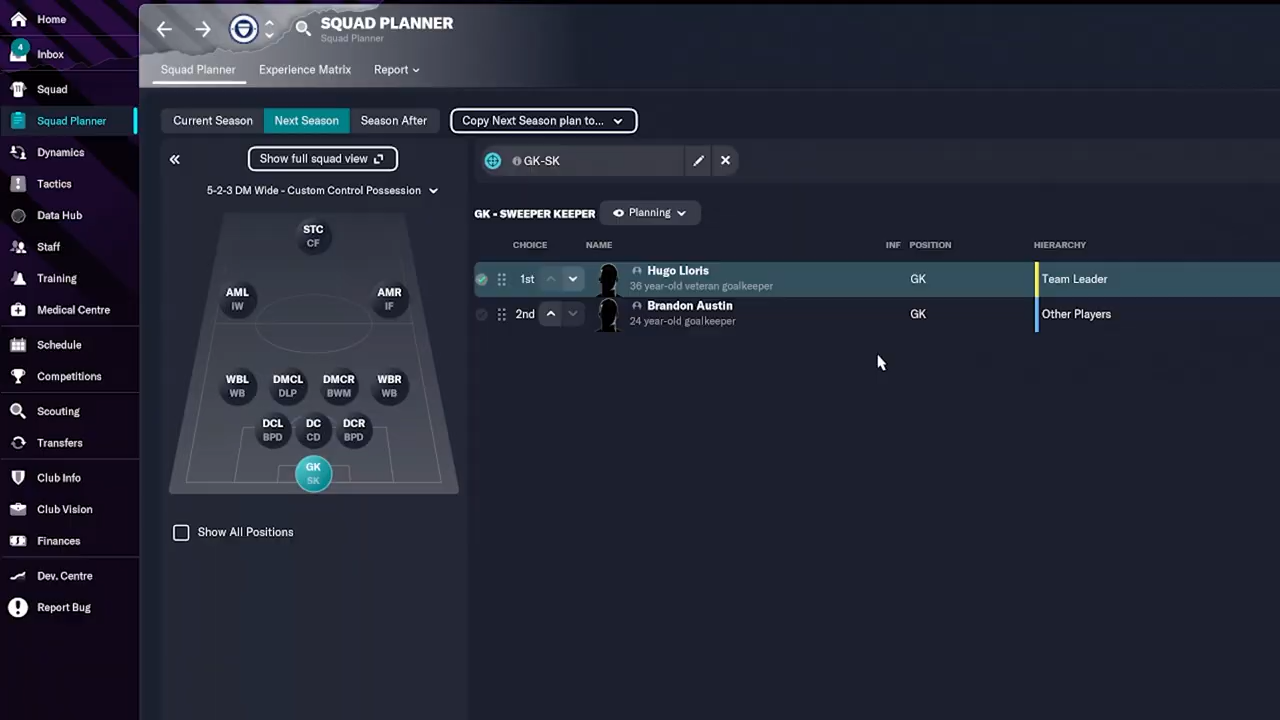 Home
4
Inbox
Squad
Squad Planner
Dynamics
Tactics
Data Hub
Staff
Training
Medical Centre
Schedule
Competitions
Scouting
Transfers
Club Info
Club Vision
Finances
Dev. Centre
Report Bug
SQUAD PLANNER
Squad Planner
Squad Planner Experience Matrix Report
Current Season Next Season Season After Copy Next Season plan to...
Show full squad view
5-2-3 DM Wide - Custom Control Possession
STC
CF
AML AMR
IW IF
WBL DMCL DMCR WBR
WB DLP BWM WB
DCL DC DCR
BPD CD BPD
GK
SK
Show All Positions
GK-SK
GK - SWEEPER KEEPER Planning
CHOICE NAME INF POSITION HIERARCHY
1st Hugo Lloris GK Team Leader
36 year-old veteran goalkeeper
2nd Brandon Austin GK Other Players
24 year-old goalkeeper